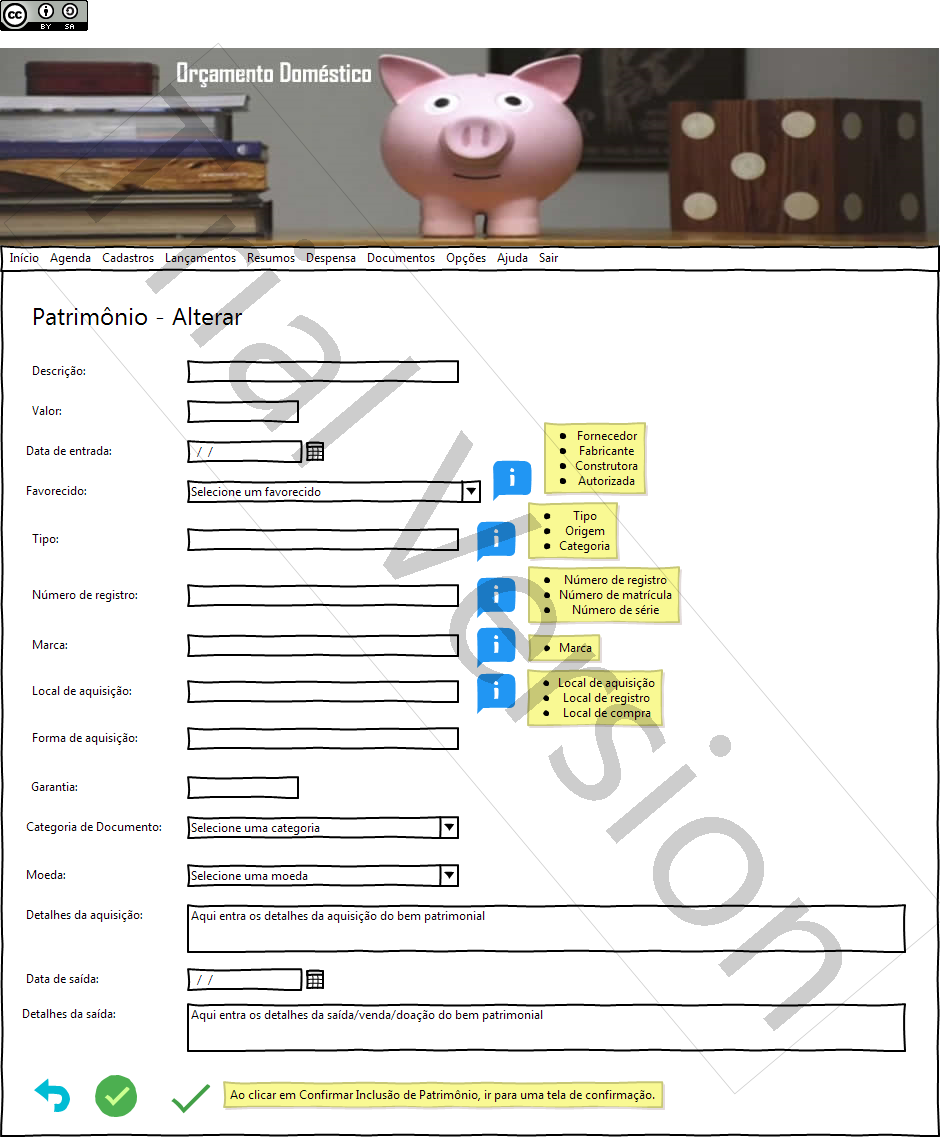 cc BY SA
Orçamento Doméstico
Início Agenda Cadastros Lançamentos Resumos Despensa Documentos Opções Ajuda Sair
Patrimônio - Alterar
Descrição:
Valor:
Data de entrada: / /
Favorecido: Selecione um favorecido
• Fornecedor
• Fabricante
• Construtora
• Autorizada
Tipo:
• Tipo
• Origem
• Categoria
Número de registro:
• Número de registro
• Número de matrícula
• Número de série
Marca:
• Marca
Local de aquisição:
• Local de aquisição
• Local de registro
• Local de compra
Forma de aquisição:
Garantia:
Categoria de Documento: Selecione uma categoria
Moeda: Selecione uma moeda
Detalhes da aquisição: Aqui entra os detalhes da aquisição do bem patrimonial
Data de saída: / /
Detalhes da saída: Aqui entra os detalhes da saída/venda/doação do bem patrimonial
Ao clicar em Confirmar Inclusão de Patrimônio, ir para uma tela de confirmação.
Trial Version